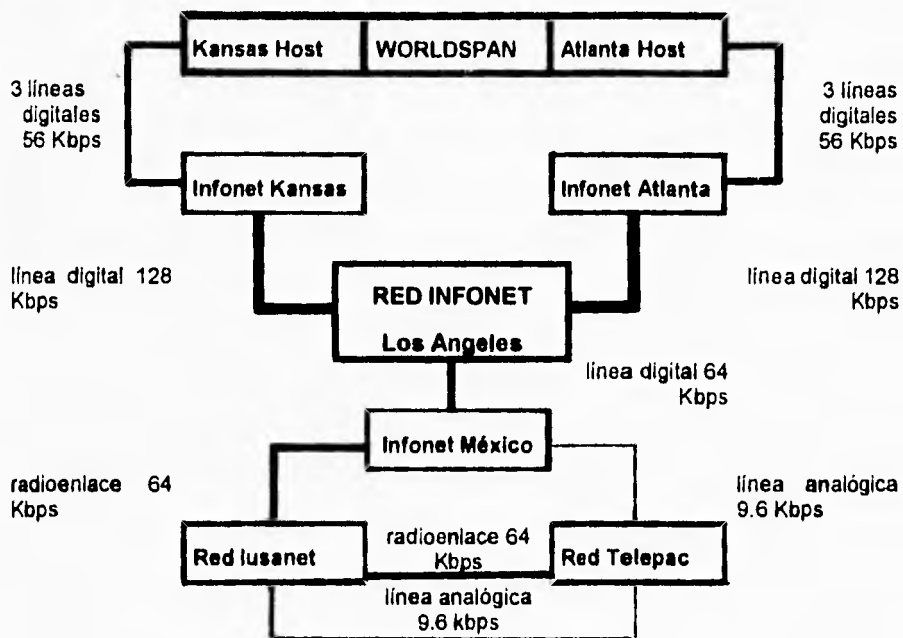 Kansas Host WORLDSPAN Atlanta Host
3 líneas
digitales
56 Kbps
3 líneas
digitales
56 Kbps
Infonet Kansas
Infonet Atlanta
línea digital 128
Kbps
RED INFONET
Los Angeles
línea digital 128
Kbps
línea digital 64
Kbps
Infonet México
radioenlace 64
Kbps
línea analógica
9.6 Kbps
Red Iusanet
radioenlace 64
Kbps
Red Telepac
línea analógica
9.6 kbps